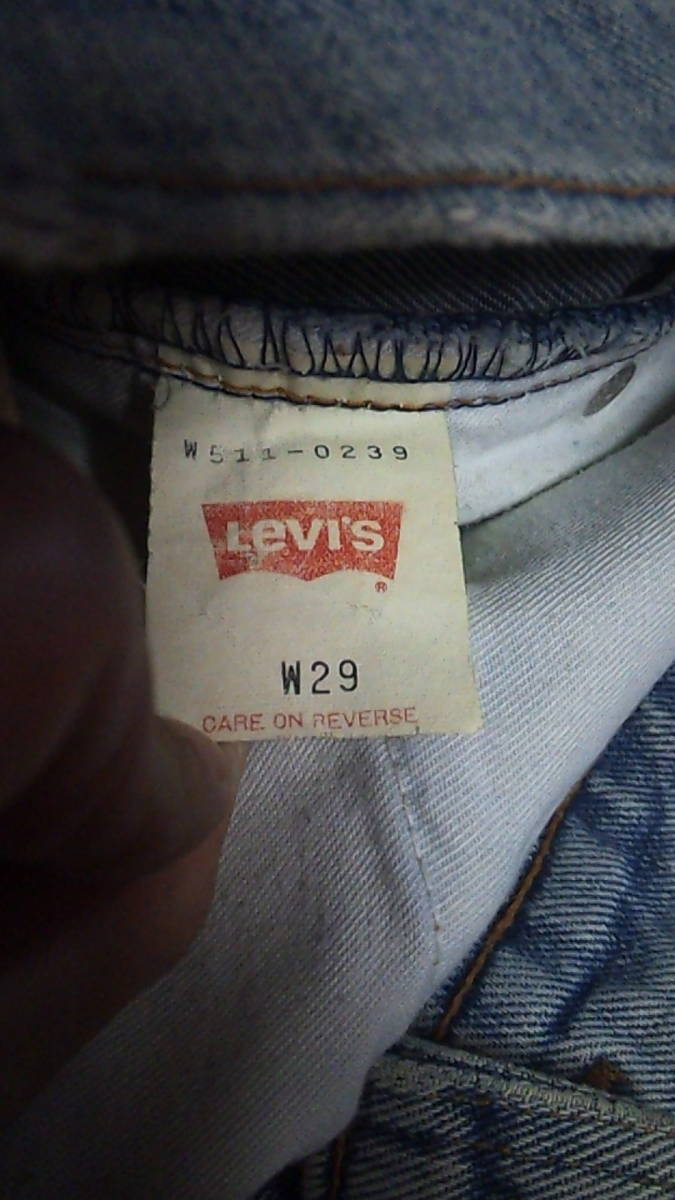 W511-0239
Levi's
®
W29
CARE ON REVERSE